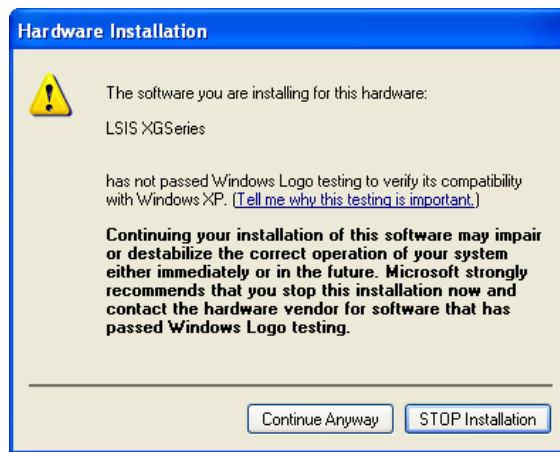 Hardware Installation
The software you are installing for this hardware:
LSIS XGSeries
has not passed Windows Logo testing to verify its compatibility
with Windows XP. (Tell me why this testing is important.)
Continuing your installation of this software may impair
or destabilize the correct operation of your system
either immediately or in the future. Microsoft strongly
recommends that you stop this installation now and
contact the hardware vendor for software that has
passed Windows Logo testing.
Continue Anyway
STOP Installation